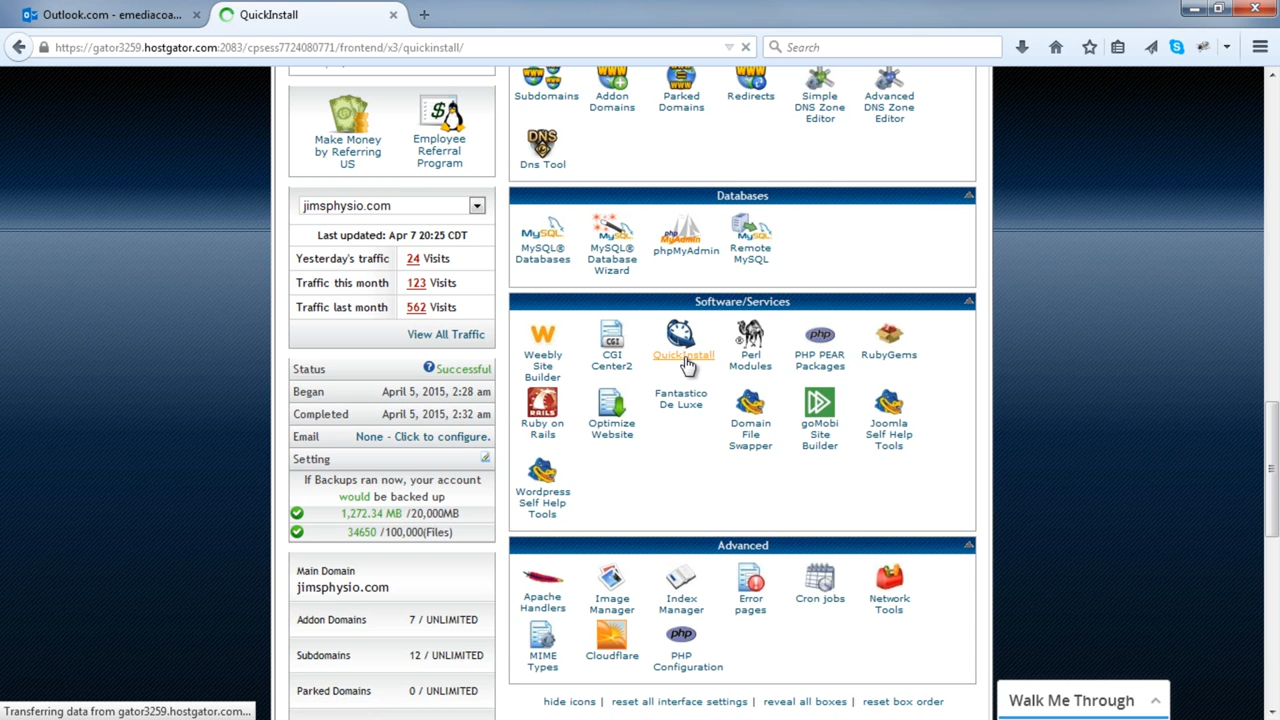 Outlook.com - emediacoa...
QuickInstall
https://gator3259.hostgator.com:2083/cpsess7724080771/frontend/x3/quickinstall/
Search
Make Money
by Referring
US
Employee
Referral
Program
jimsphysio.com
Last updated: Apr 7 20:25 CDT
Yesterday's traffic 24 Visits
Traffic this month 123 Visits
Traffic last month 562 Visits
View All Traffic
Status Successful
Began April 5, 2015, 2:28 am
Completed April 5, 2015, 2:32 am
Email None - Click to configure.
Setting
If Backups ran now, your account
would be backed up
1,272.34 MB /20,000MB
34650 /100,000(Files)
Main Domain
jimsphysio.com
Addon Domains 7 / UNLIMITED
Subdomains 12 / UNLIMITED
Parked Domains 0 / UNLIMITED
Subdomains
Addon
Domains
Parked
Domains
Redirects
Simple
DNS Zone
Editor
Advanced
DNS Zone
Editor
DNS
Dns Tool
Databases
MySQL®
Databases
MySQL®
Database
Wizard
phpMyAdmin
Remote
MySQL
Software/Services
Weebly
Site
Builder
CGI
CGI
Center2
QuickInstall
Perl
Modules
php
PHP PEAR
Packages
RubyGems
RAILS
Ruby on
Rails
Optimize
Website
Fantastico
De Luxe
Domain
File
Swapper
goMobi
Site
Builder
Joomla
Self Help
Tools
Wordpress
Self Help
Tools
Advanced
Apache
Handlers
Image
Manager
Index
Manager
Error
pages
Cron jobs
Network
Tools
MIME
Types
Cloudflare
php
PHP
Configuration
hide icons | reset all interface settings | reveal all boxes | reset box order
Walk Me Through
Transferring data from gator3259.hostgator.com...